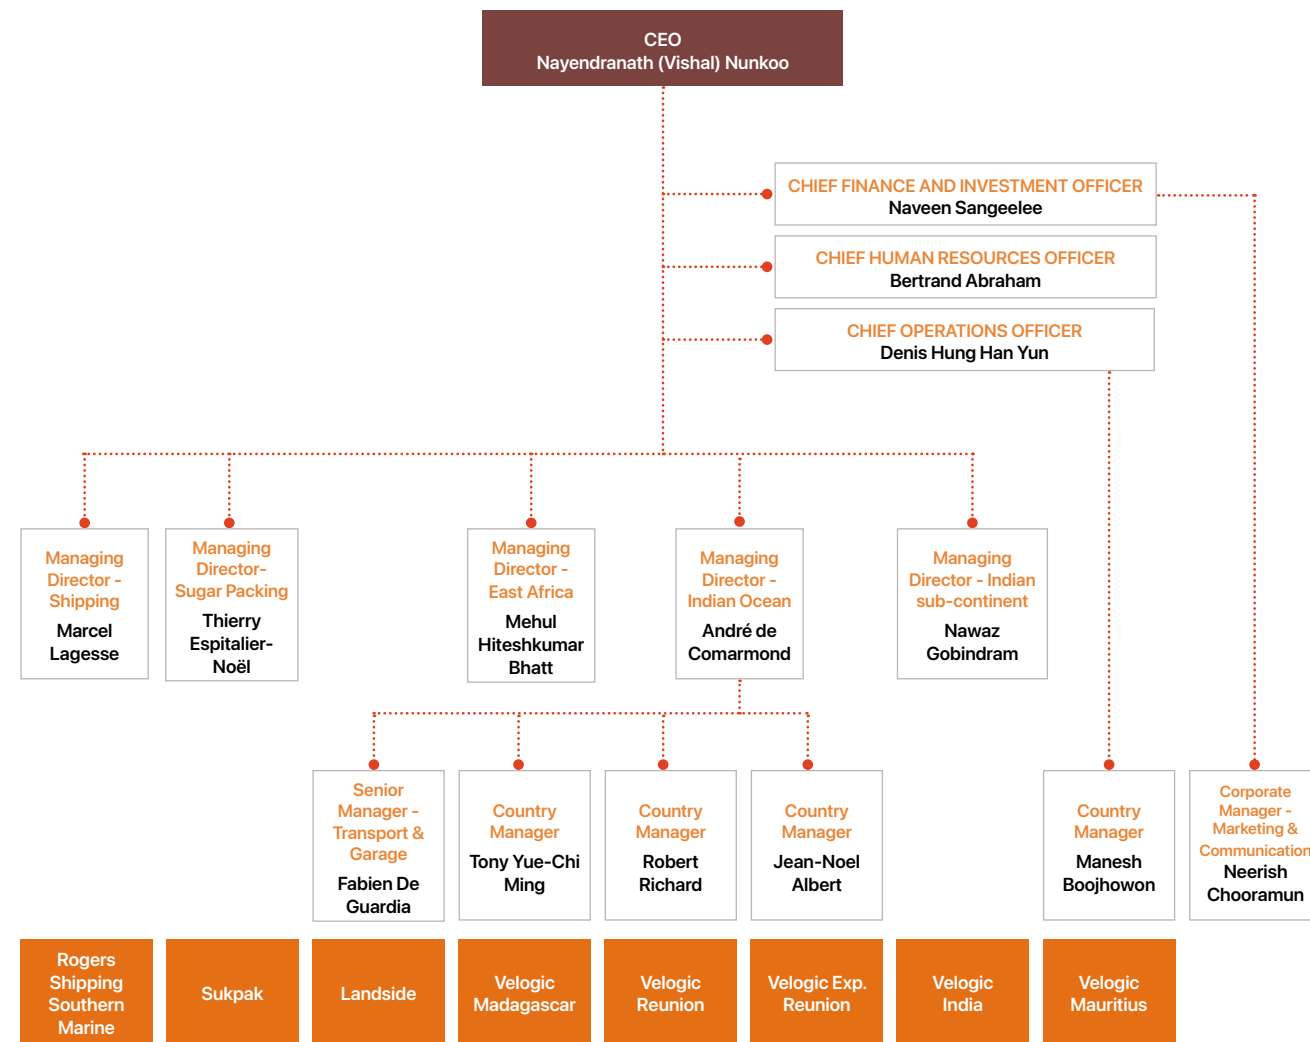 CEO
Nayendranath (Vishal) Nunkoo
CHIEF FINANCE AND INVESTMENT OFFICER
Naveen Sangeelee
CHIEF HUMAN RESOURCES OFFICER
Bertrand Abraham
CHIEF OPERATIONS OFFICER
Denis Hung Han Yun
Managing
Director -
Shipping
Marcel
Lagesse
Managing
Director-
Sugar Packing
Thierry
Espitalier-
Noël
Managing
Director -
East Africa
Mehul
Hiteshkumar
Bhatt
Managing
Director -
Indian Ocean
André de
Comarmond
Managing
Director - Indian
sub-continent
Nawaz
Gobindram
Senior
Manager -
Transport &
Garage
Fabien De
Guardia
Country
Manager
Tony Yue-Chi
Ming
Country
Manager
Robert
Richard
Country
Manager
Jean-Noel
Albert
Country
Manager
Manesh
Boojhowon
Corporate
Manager -
Marketing &
Communication
Neerish
Chooramun
Rogers
Shipping
Southern
Marine
Sukpak
Landside
Velogic
Madagascar
Velogic
Reunion
Velogic Exp.
Reunion
Velogic
India
Velogic
Mauritius